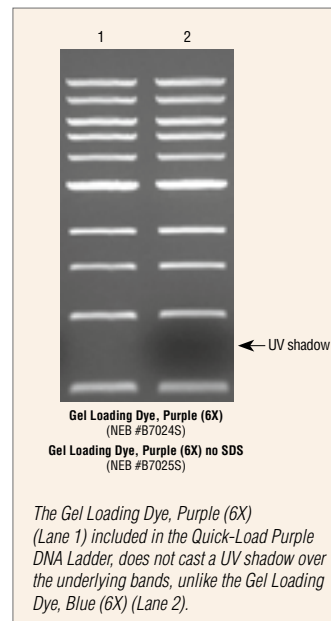 1 2
UV shadow
Gel Loading Dye, Purple (6X)
(NEB #B7024S)
Gel Loading Dye, Purple (6X) no SDS
(NEB #B7025S)
The Gel Loading Dye, Purple (6X)
(Lane 1) included in the Quick-Load Purple
DNA Ladder, does not cast a UV shadow over
the underlying bands, unlike the Gel Loading
Dye, Blue (6X) (Lane 2).